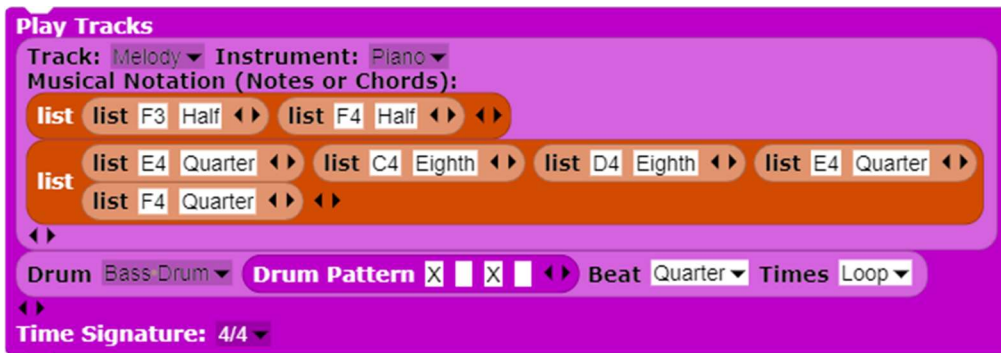 Play Tracks
Track: Melody Instrument: Piano
Musical Notation (Notes or Chords):
list list F3 Half list F4 Half
list E4 Quarter list C4 Eighth list D4 Eighth list E4 Quarter
list
list F4 Quarter
Drum Bass Drum Drum Pattern X X Beat Quarter Times Loop
Time Signature: 4/4